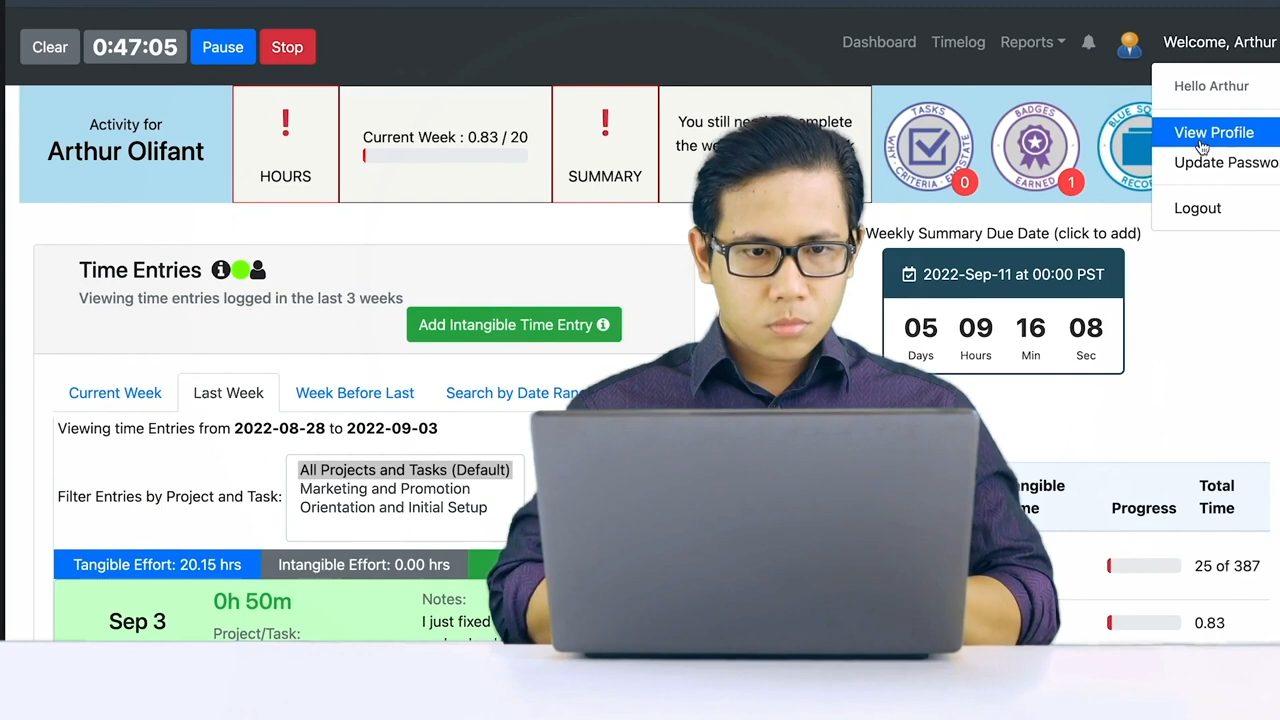 Clear
0:47:05
Pause
Stop
Dashboard
Timelog
Reports
Welcome, Arthur
Hello Arthur
View Profile
Update
Logout
Activity for
Arthur Olifant
!
HOURS
Current Week : 0.83 / 20
!
SUMMARY
You still
the
TASKS
WHY • CRITERIA •
0
BADGES
EARNED
1
BLUE
Weekly Summary Due Date (click to add)
2022-Sep-11 at 00:00 PST
05 09 16 08
Days Hours Min Sec
Time Entries
Viewing time entries logged in the last 3 weeks
Add Intangible Time Entry
Current Week
Last Week
Week Before Last
Search by Date
Viewing time Entries from 2022-08-28 to 2022-09-03
Filter Entries by Project and Task:
All Projects and Tasks (Default)
Marketing and Promotion
Orientation and Initial Setup
Tangible Effort: 20.15 hrs
Intangible Effort: 0.00 hrs
Sep 3
0h 50m
Project/Task:
Notes:
I just fixed
Progress
Total
Time
25 of 387
0.83